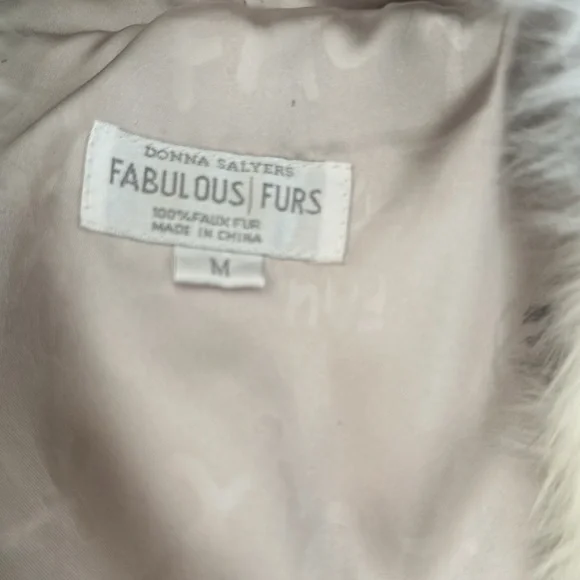 DONNA SALYERS
FABULOUS|FURS
100% FAUX FUR
MADE IN CHINA
M